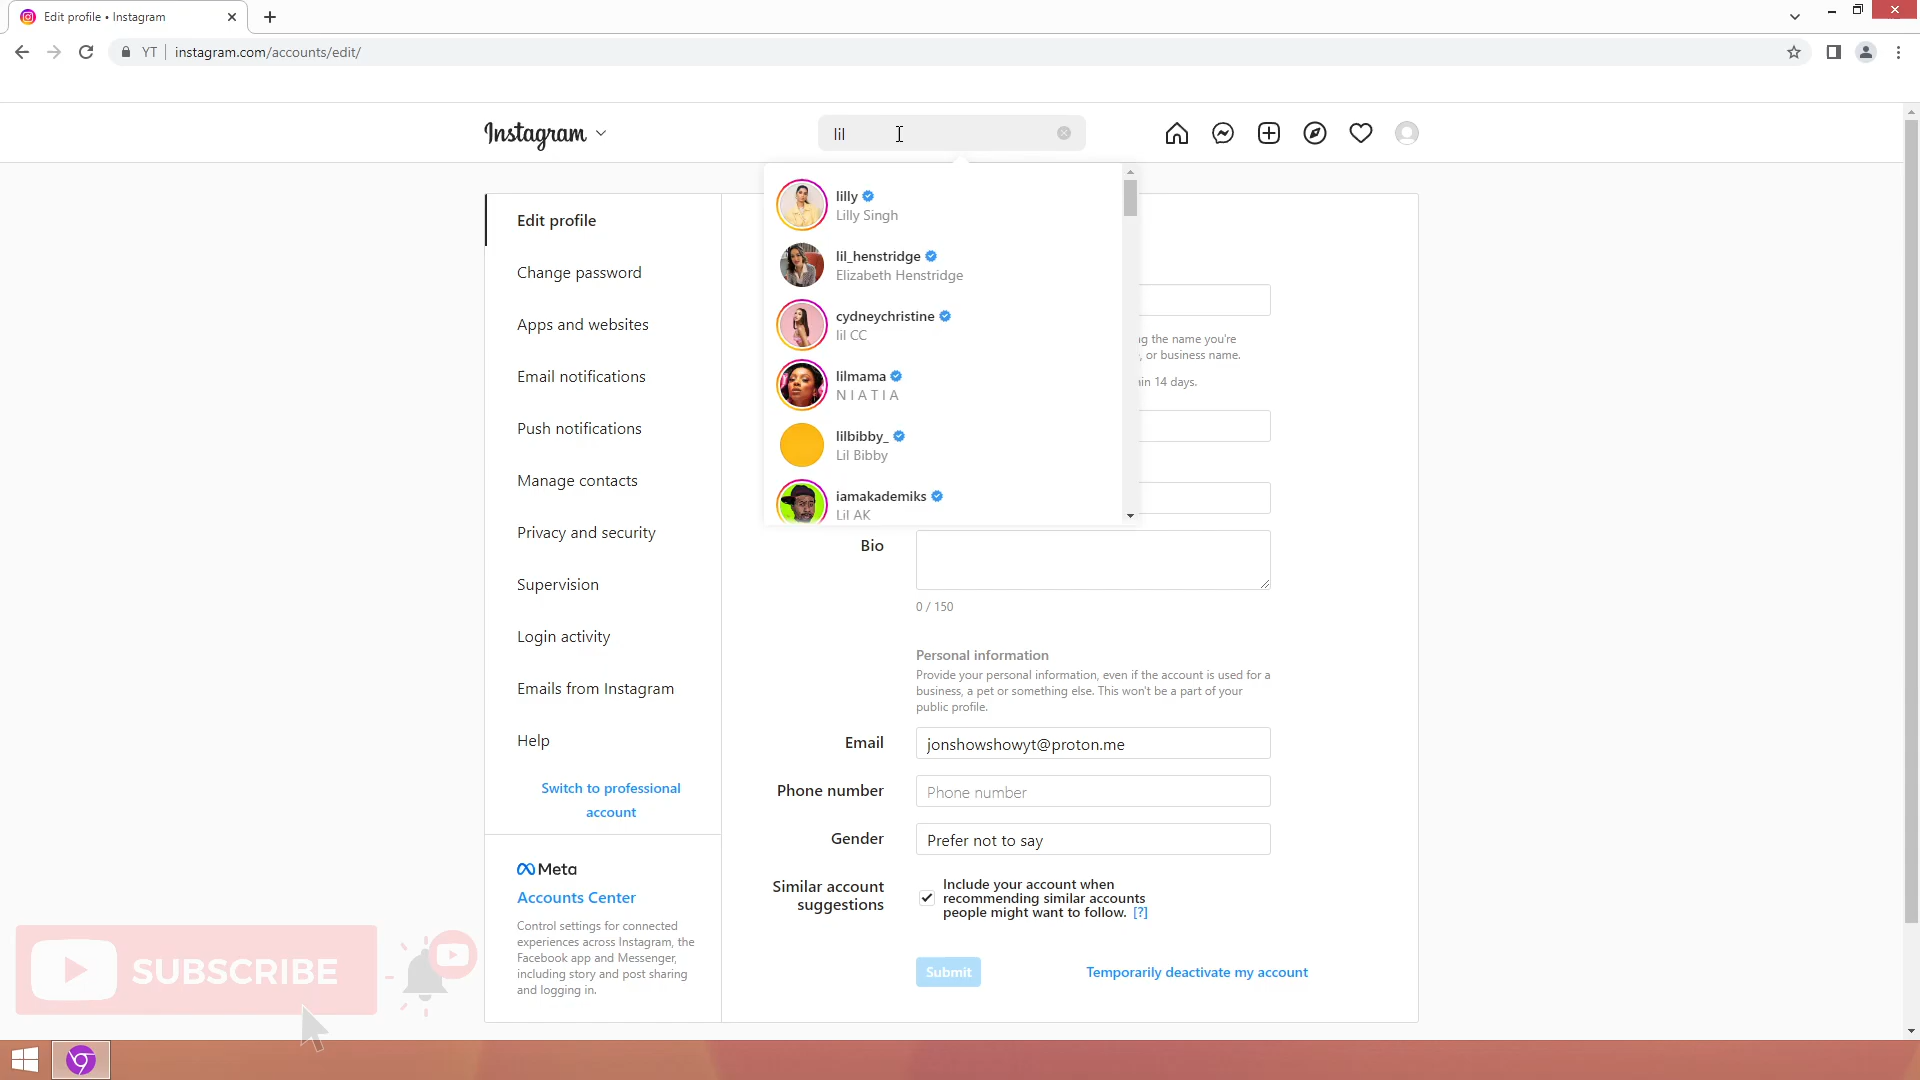 Edit profile • Instagram
YT
instagram.com/accounts/edit/
Instagram
lil
lilly
Lilly Singh
lil_henstridge
Elizabeth Henstridge
cydneychristine
lil CC
lilmama
N I A T I A
lilbibby_
Lil Bibby
iamakademiks
Lil AK
Edit profile
Change password
Apps and websites
Email notifications
Push notifications
Manage contacts
Privacy and security
Supervision
Login activity
Emails from Instagram
Help
Switch to professional
account
Meta
Accounts Center
Control settings for connected
experiences across Instagram, the
Facebook app and Messenger,
including story and post sharing
and logging in.
the name you're
, or business name.
in 14 days.
Bio
0 / 150
Personal information
Provide your personal information, even if the account is used for a
business, a pet or something else. This won't be a part of your
public profile.
Email
jonshowshowyt@proton.me
Phone number
Phone number
Gender
Prefer not to say
Similar account
suggestions
Include your account when
recommending similar accounts
people might want to follow. [?]
Submit
Temporarily deactivate my account
SUBSCRIBE